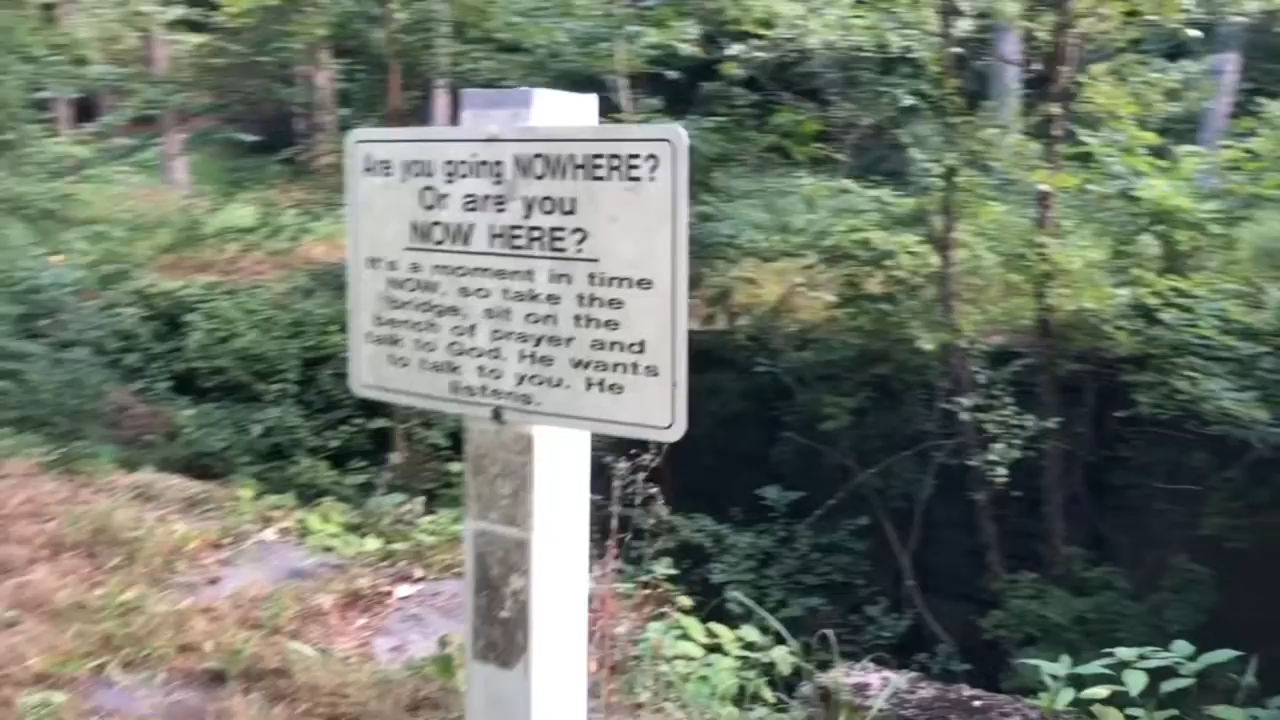 Are you going NOWHERE?
Or are you
NOW HERE?
It's a moment in time
NOW, so take the
bridge, sit on the
bench of prayer and
talk to God. He wants
to talk to you. He
listens.